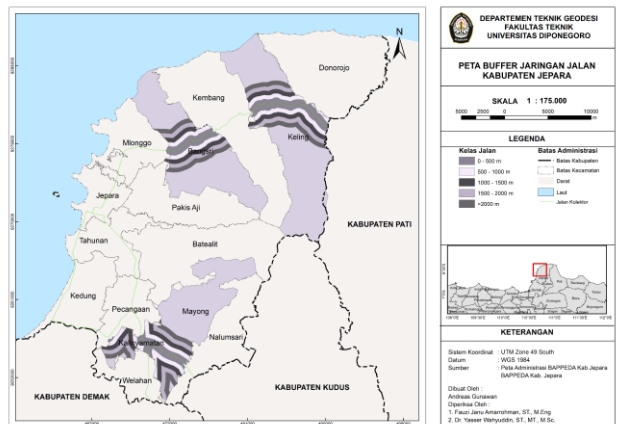 N
Donorojo
Kembang
Keling
Bangsri
Mlonggo
Jepara
Pakis Aji
Tahunan
Batealit
Kedung
Pecangaan
Mayong
Kalinyamatan
Nalumsari
Welahan
KABUPATEN PATI
KABUPATEN KUDUS
KABUPATEN DEMAK
DEPARTEMEN TEKNIK GEODESI
FAKULTAS TEKNIK
UNIVERSITAS DIPONEGORO
PETA BUFFER JARINGAN JALAN
KABUPATEN JEPARA
SKALA 1 : 175.000
5000 2500 0 5000 10000
m
LEGENDA
Kelas Jalan
0 - 500 m
500 - 1000 m
1000 - 1500 m
1500 - 2000 m
>2000 m
Batas Administrasi
Batas Kabupaten
Batas Kecamatan
Darat
Laut
Jalan Kolektor
KETERANGAN
Sistem Koordinat : UTM Zone 49 South
Datum : WGS 1984
Sumber : Peta Administrasi BAPPEDA Kab Jepara
BAPPEDA Kab. Jepara
Dibuat Oleh :
Andreas Gunawan
Diperiksa Oleh :
1. Fauzi Janu Amarrohman, ST., M.Eng
2. Dr. Yasser Wahyuddin, ST., MT., M.Sc.